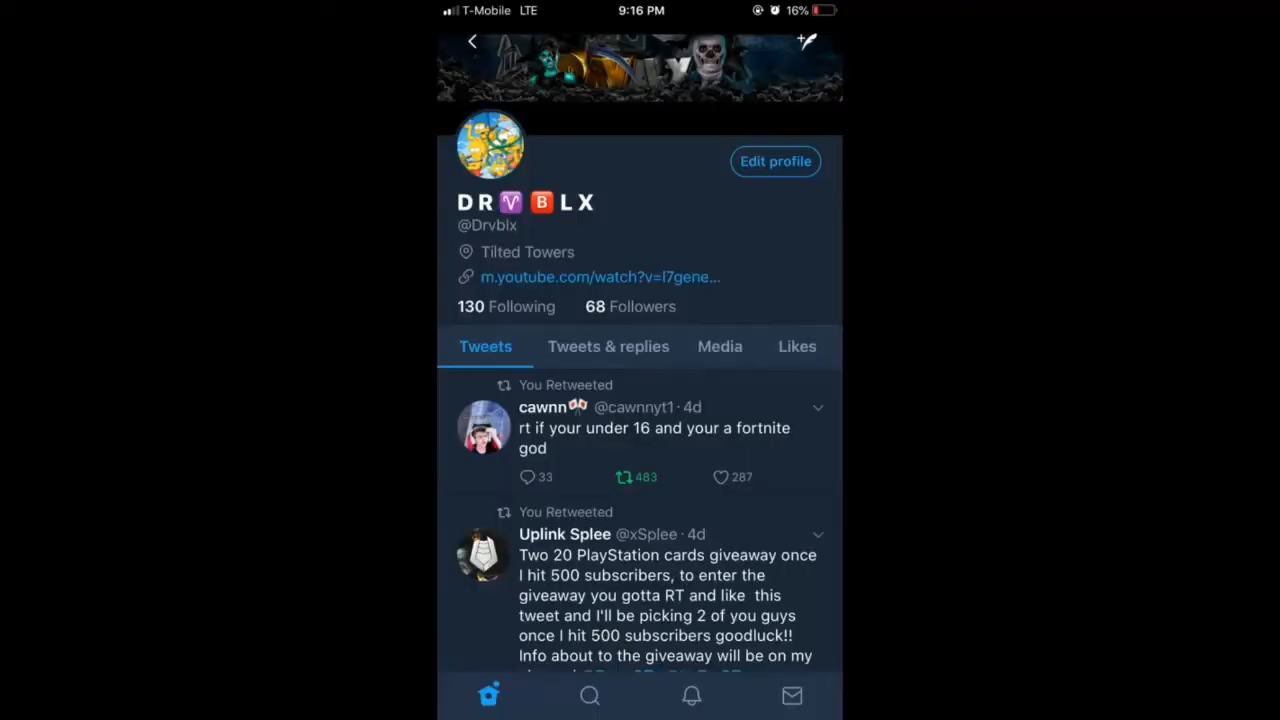 T-Mobile LTE 9:16 PM 16%
Edit profile
D R ♈ 🅱 L X
@Drvblx
Tilted Towers
m.youtube.com/watch?v=l7gene...
130 Following 68 Followers
Tweets Tweets & replies Media Likes
You Retweeted
cawnn @cawnnyt1 · 4d
rt if your under 16 and your a fortnite
god
33 483 287
You Retweeted
Uplink Splee @xSplee · 4d
Two 20 PlayStation cards giveaway once
I hit 500 subscribers, to enter the
giveaway you gotta RT and like this
tweet and I'll be picking 2 of you guys
once I hit 500 subscribers goodluck!!
Info about to the giveaway will be on my